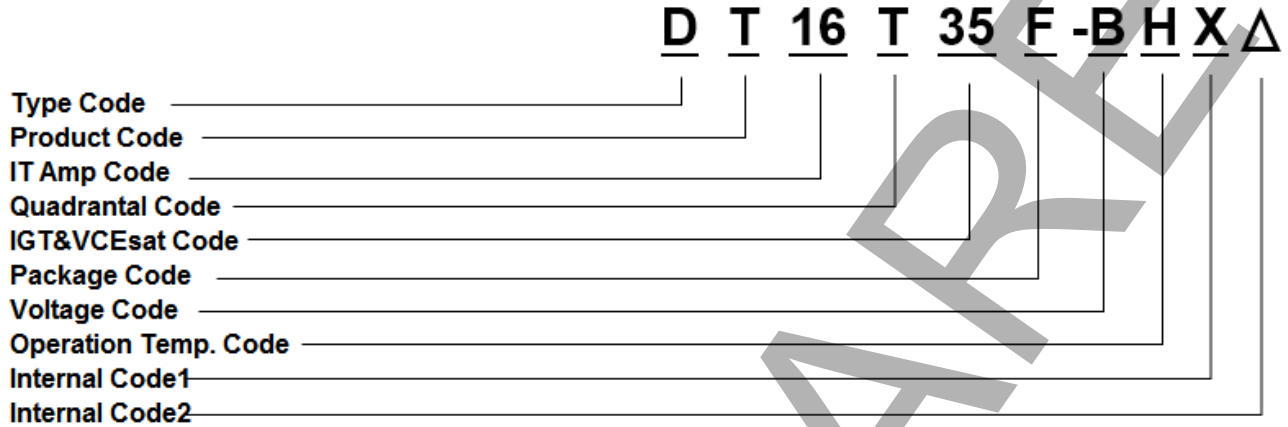 D T 16 T 35 F -B H X △
Type Code
Product Code
IT Amp Code
Quadrantal Code
IGT&VCEsat Code
Package Code
Voltage Code
Operation Temp. Code
Internal Code1
Internal Code2